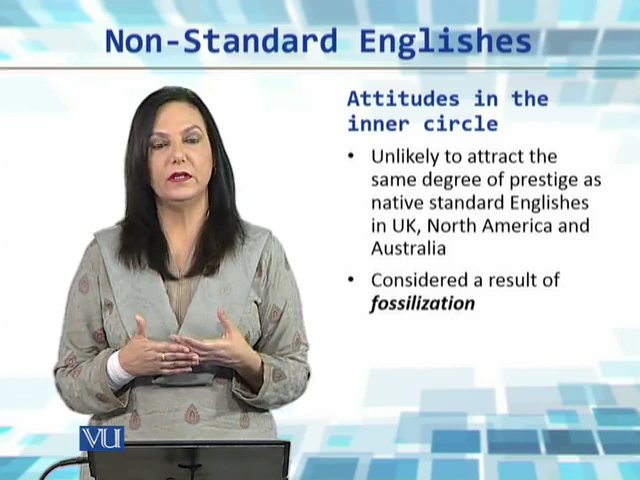 Non-Standard Englishes
Attitudes in the
inner circle
• Unlikely to attract the
same degree of prestige as
native standard Englishes
in UK, North America and
Australia
• Considered a result of
fossilization
VU